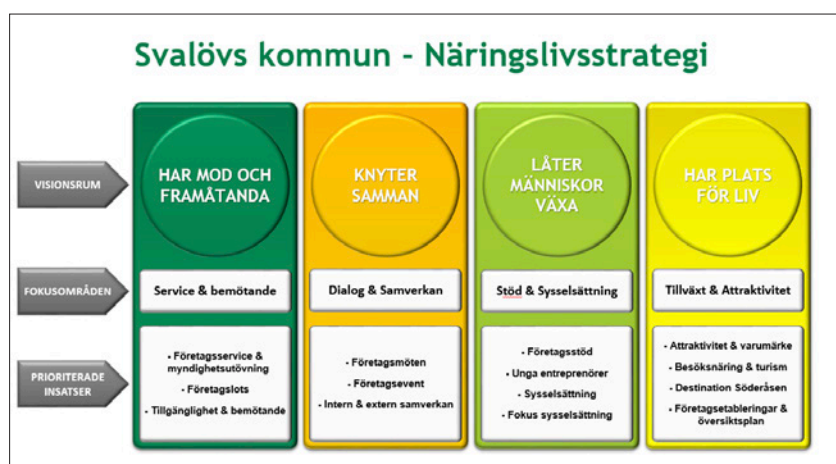 Svalövs kommun - Näringslivsstrategi
VISIONSRUM
HAR MOD OCH
FRAMÅTANDA
KNYTER
SAMMAN
LÅTER
MÄNNISKOR
VÄXA
HAR PLATS
FÖR LIV
FOKUSOMRÅDEN
Service & bemötande
Dialog & Samverkan
Stöd & Sysselsättning
Tillväxt & Attraktivitet
PRIORITERADE
INSATSER
- Företagsservice &
myndighetsutövning
- Företagslots
- Tillgänglighet & bemötande
- Företagsmöten
- Företagsevent
- Intern & extern samverkan
- Företagsstöd
- Unga entreprenörer
- Sysselsättning
- Fokus sysselsättning
- Attraktivitet & varumärke
- Besöksnäring & turism
- Destination Söderåsen
- Företagsetableringar &
översiktsplan